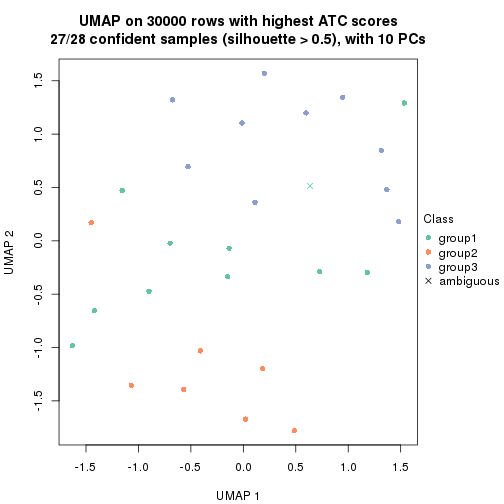 UMAP on 30000 rows with highest ATC scores
27/28 confident samples (silhouette > 0.5), with 10 PCs
1.5
1.0
0.5
0.0
-0.5
-1.0
-1.5
UMAP 2
-1.5
-1.0
-0.5
0.0
0.5
1.0
1.5
UMAP 1
Class
group1
group2
group3
ambiguous